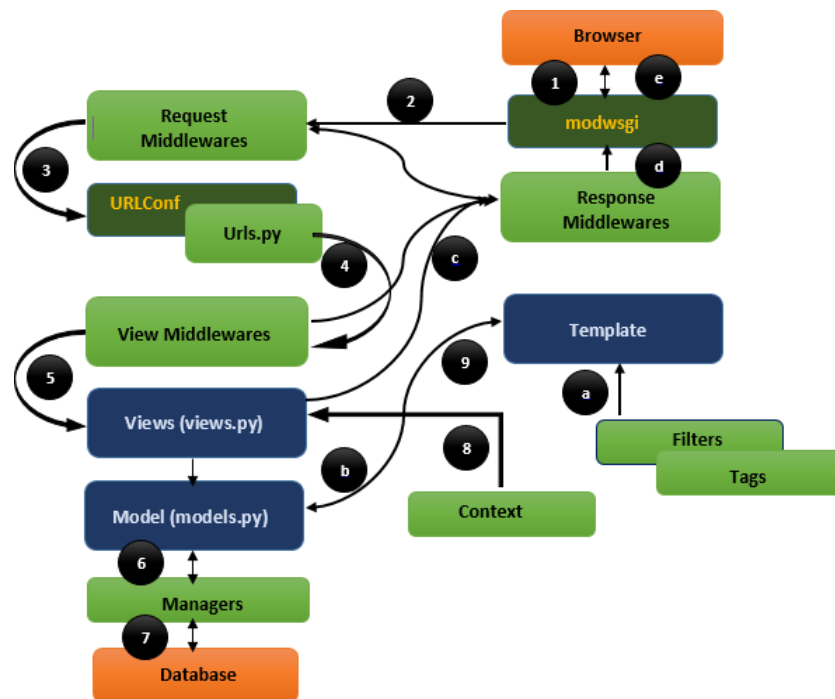 Browser
1
e
2
Request
Middlewares
modwsgi
3
d
URLConf
Response
Middlewares
Urls.py
4
c
View Middlewares
Template
9
5
a
Views (views.py)
Filters
8
b
Tags
Model (models.py)
Context
6
Managers
7
Database